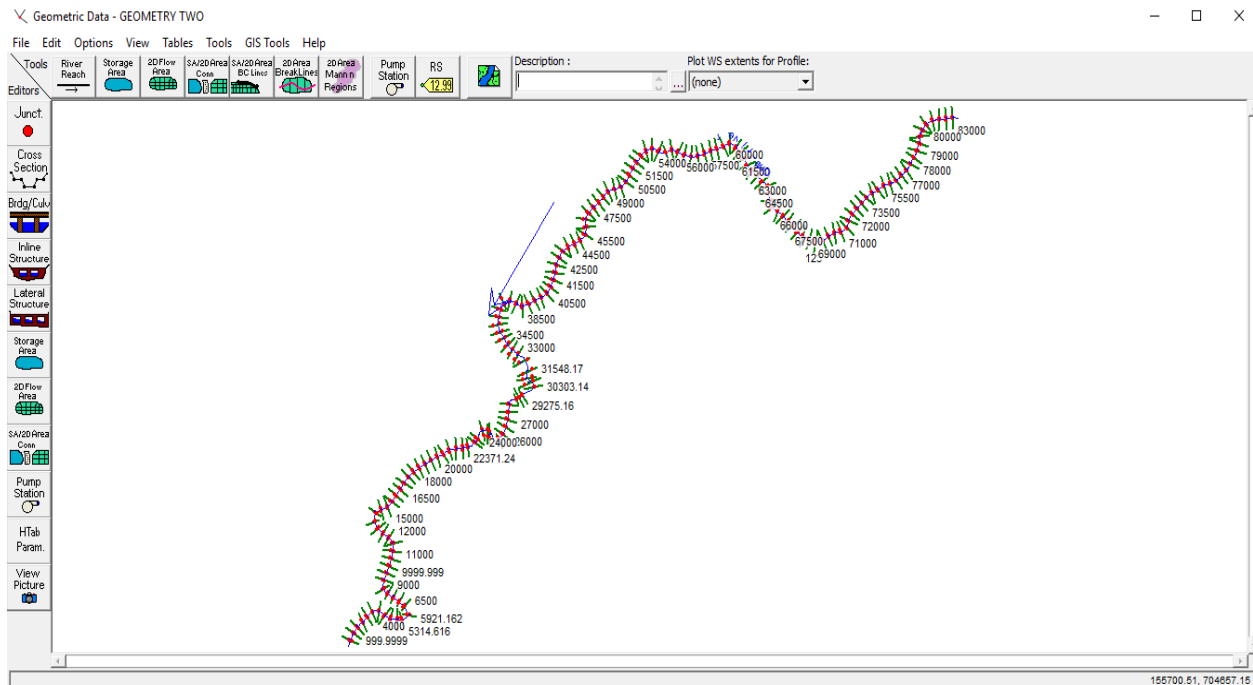 Geometric Data - GEOMETRY TWO
File Edit Options View Tables Tools GIS Tools Help
Tools
Editors
River
Reach
Storage
Area
2D Flow
Area
SA/2D Area
Conn
SA/2D Area
BC Lines
2D Area
BreakLines
2D Area
Mann n
Regions
Pump
Station
RS
12.99
Description :
...
Plot WS extents for Profile:
(none)
Junct.
Cross
Section
Brdg/Culv
Inline
Structure
Lateral
Structure
Storage
Area
2D Flow
Area
SA/2D Area
Conn
Pump
Station
HTab
Param.
View
Picture
83000
80000
79000
78000
77000
75500
73500
72000
71000
69000
67500
66000
64500
63000
61500
60000
57500
56000
54000
51500
50500
49000
47500
45500
44500
42500
41500
40500
38500
34500
33000
31548.17
30303.14
29275.16
27000
26000
24000
22371.24
20000
18000
16500
15000
12000
11000
9999.999
9000
6500
5921.162
5314.616
4000
999.9999
155700.51, 704657.15